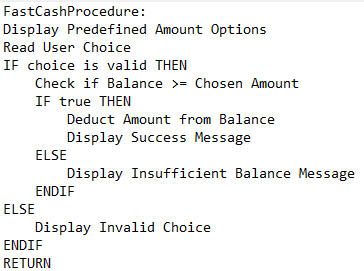 FastCashProcedure:
Display Predefined Amount Options
Read User Choice
IF choice is valid THEN
    Check if Balance >= Chosen Amount
    IF true THEN
        Deduct Amount from Balance
        Display Success Message
    ELSE
        Display Insufficient Balance Message
    ENDIF
ELSE
    Display Invalid Choice
ENDIF
RETURN